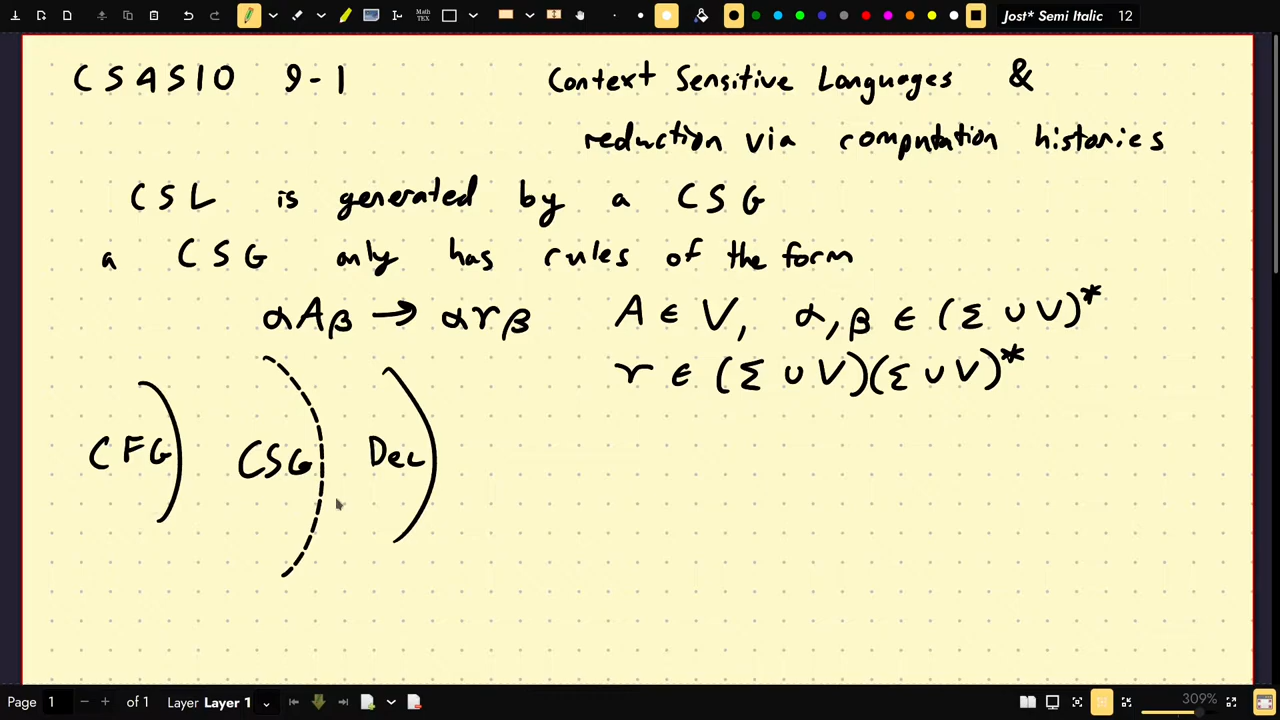 Jost* Semi Italic 12
CSA5510 9-1 Context Sensitive Languages &
reduction via computation histories
CSL is generated by a CSG
a CSG only has rules of the form
αAβ → αγβ A ∈ V, α,β ∈ (Σ ∪ V)*
γ ∈ (Σ ∪ V)(Σ ∪ V)*
CFG CSG Dec
Page 1 of 1 Layer Layer 1 309%